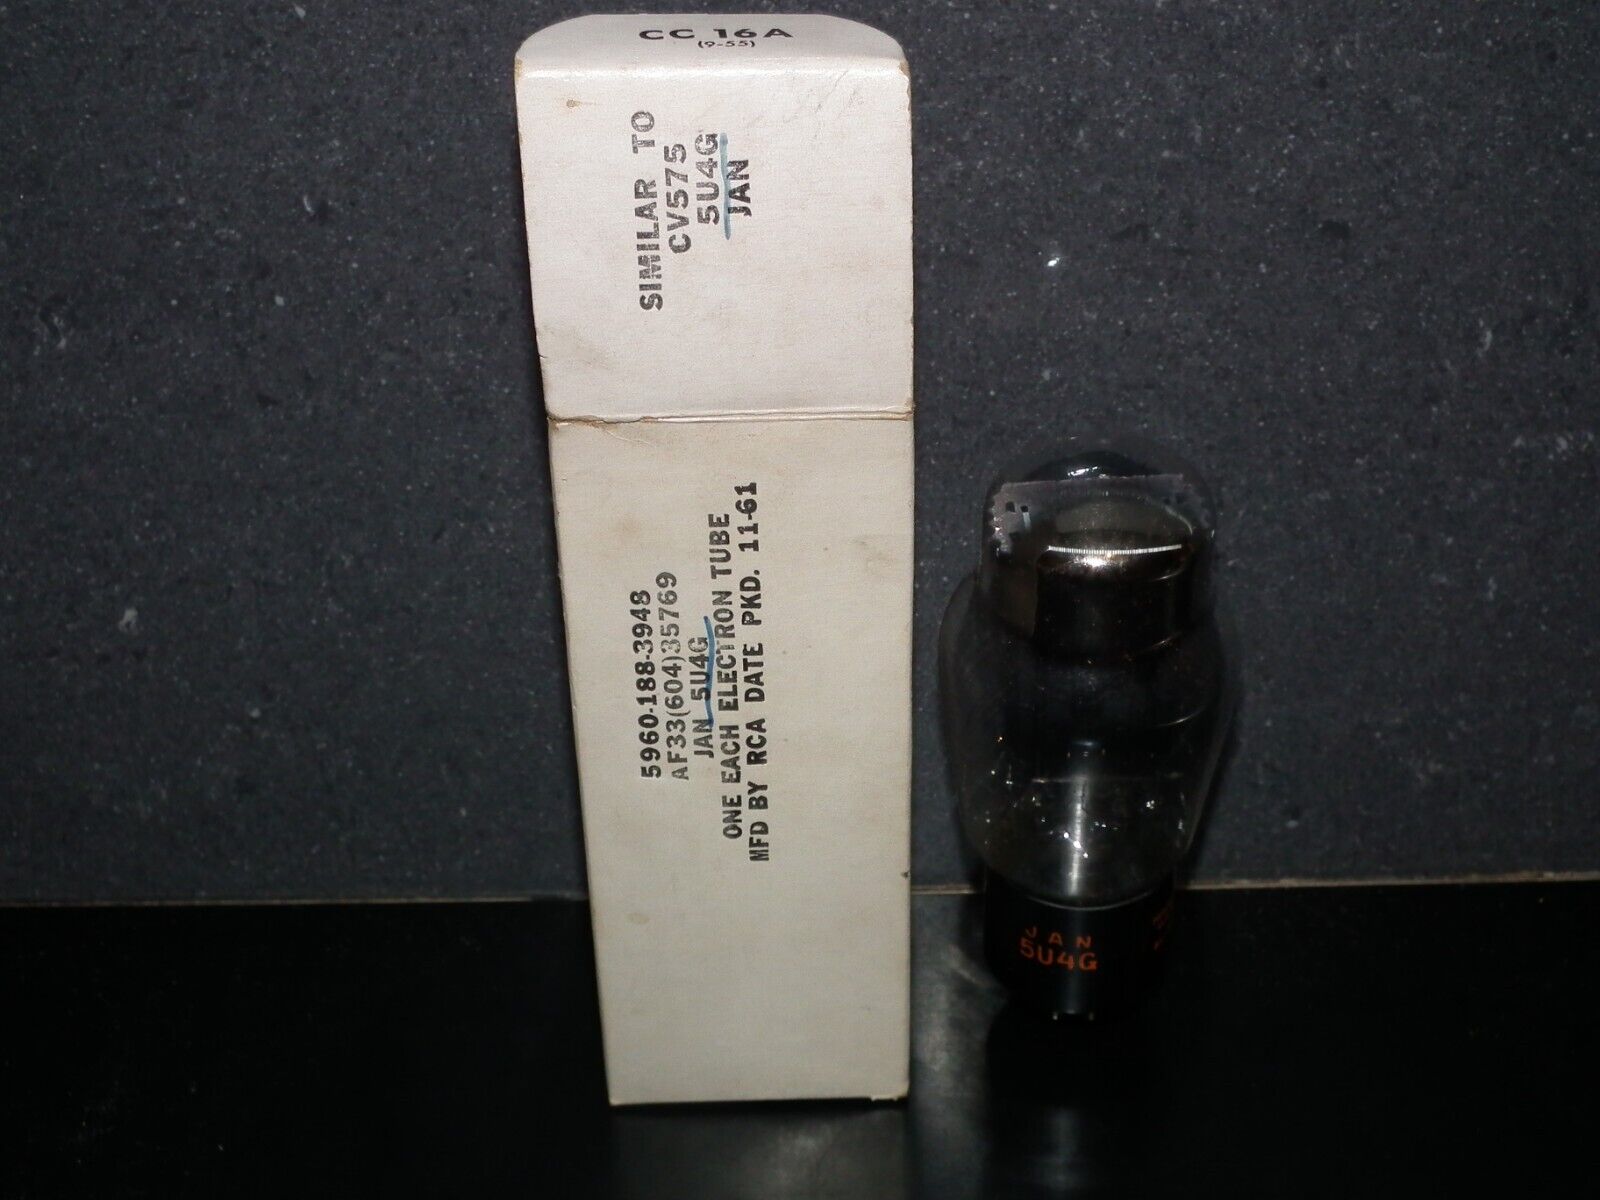 CC 16A
(9-55)
SIMILAR TO
CV575
5U4G
JAN
5960-188-3948
AF33(604)35769
JAN 5U4G
ONE EACH ELECTRON TUBE
MFD BY RCA DATE PKD. 11-61
JAN
5U4G